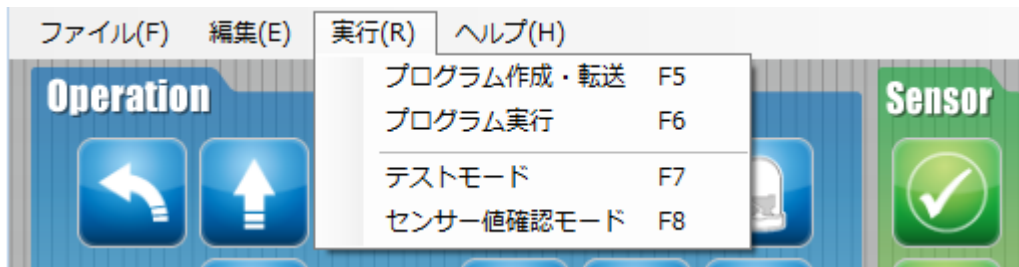 ファイル(F) 編集(E) 実行(R) ヘルプ(H)
Operation
Sensor
プログラム作成・転送 F5
プログラム実行 F6
テストモード F7
センサー値確認モード F8